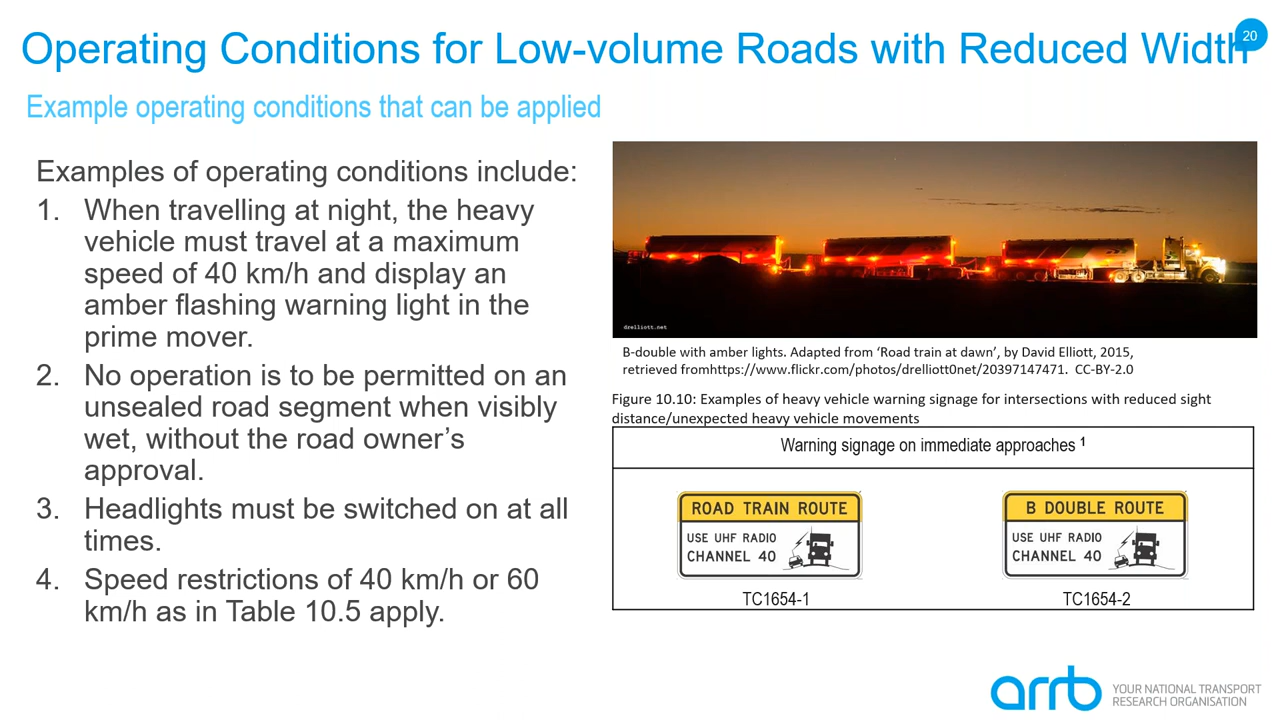 Operating Conditions for Low-volume Roads with Reduced Width
20
Example operating conditions that can be applied
Examples of operating conditions include:
1. When travelling at night, the heavy
vehicle must travel at a maximum
speed of 40 km/h and display an
amber flashing warning light in the
prime mover.
2. No operation is to be permitted on an
unsealed road segment when visibly
wet, without the road owner's
approval.
3. Headlights must be switched on at all
times.
4. Speed restrictions of 40 km/h or 60
km/h as in Table 10.5 apply.
drelliott.net
B-double with amber lights. Adapted from 'Road train at dawn', by David Elliott, 2015,
retrieved fromhttps://www.flickr.com/photos/drelliott0net/20397147471. CC-BY-2.0
Figure 10.10: Examples of heavy vehicle warning signage for intersections with reduced sight
distance/unexpected heavy vehicle movements
Warning signage on immediate approaches ¹
ROAD TRAIN ROUTE
USE UHF RADIO
CHANNEL 40
TC1654-1
B DOUBLE ROUTE
USE UHF RADIO
CHANNEL 40
TC1654-2
arrb
YOUR NATIONAL TRANSPORT
RESEARCH ORGANISATION